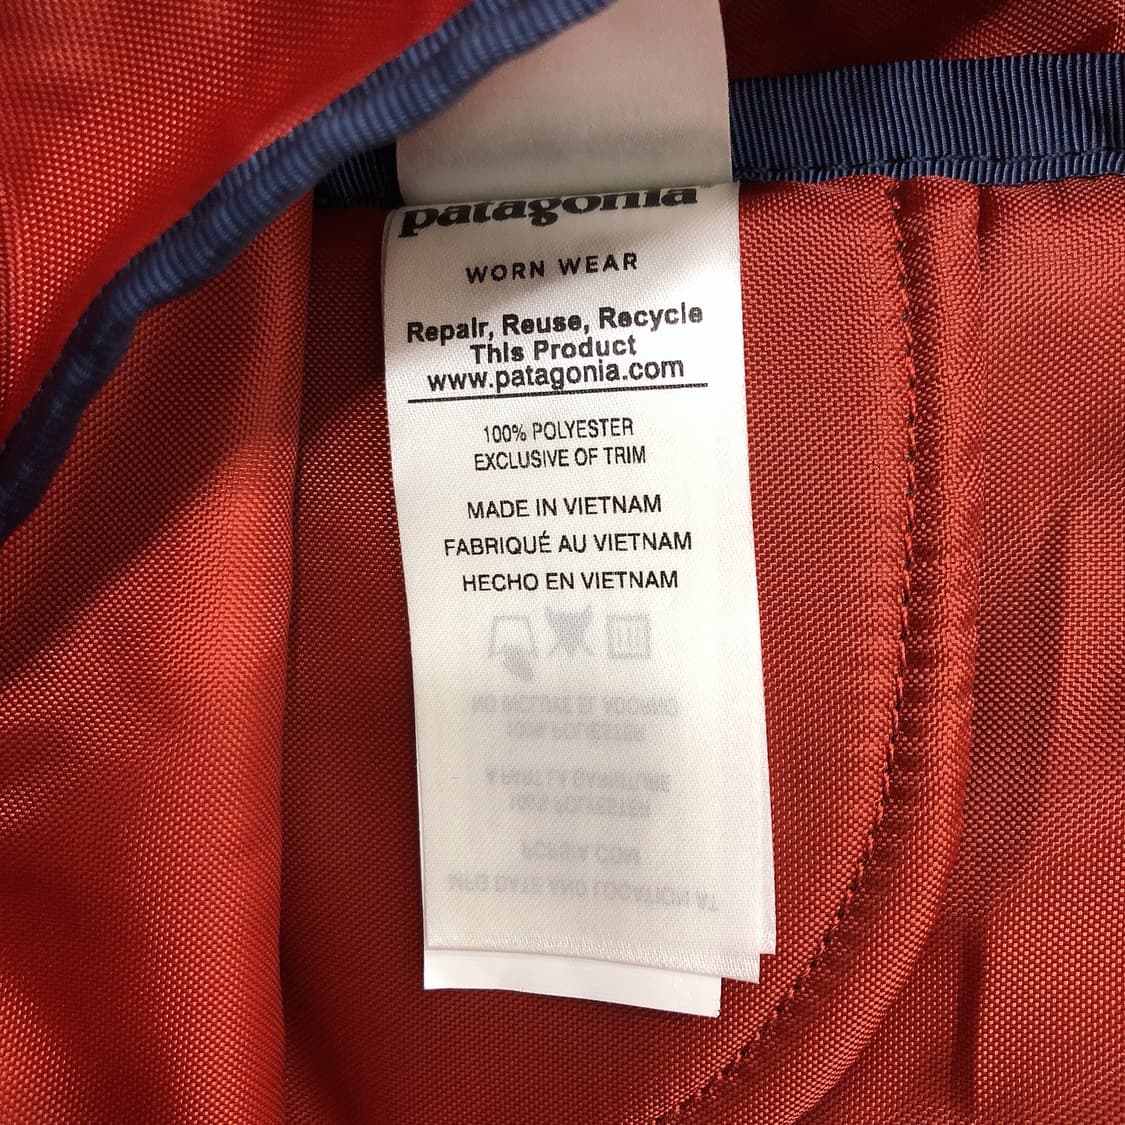 patagonia
WORN WEAR
Repair, Reuse, Recycle
This Product
www.patagonia.com
100% POLYESTER
EXCLUSIVE OF TRIM
MADE IN VIETNAM
FABRIQUÉ AU VIETNAM
HECHO EN VIETNAM